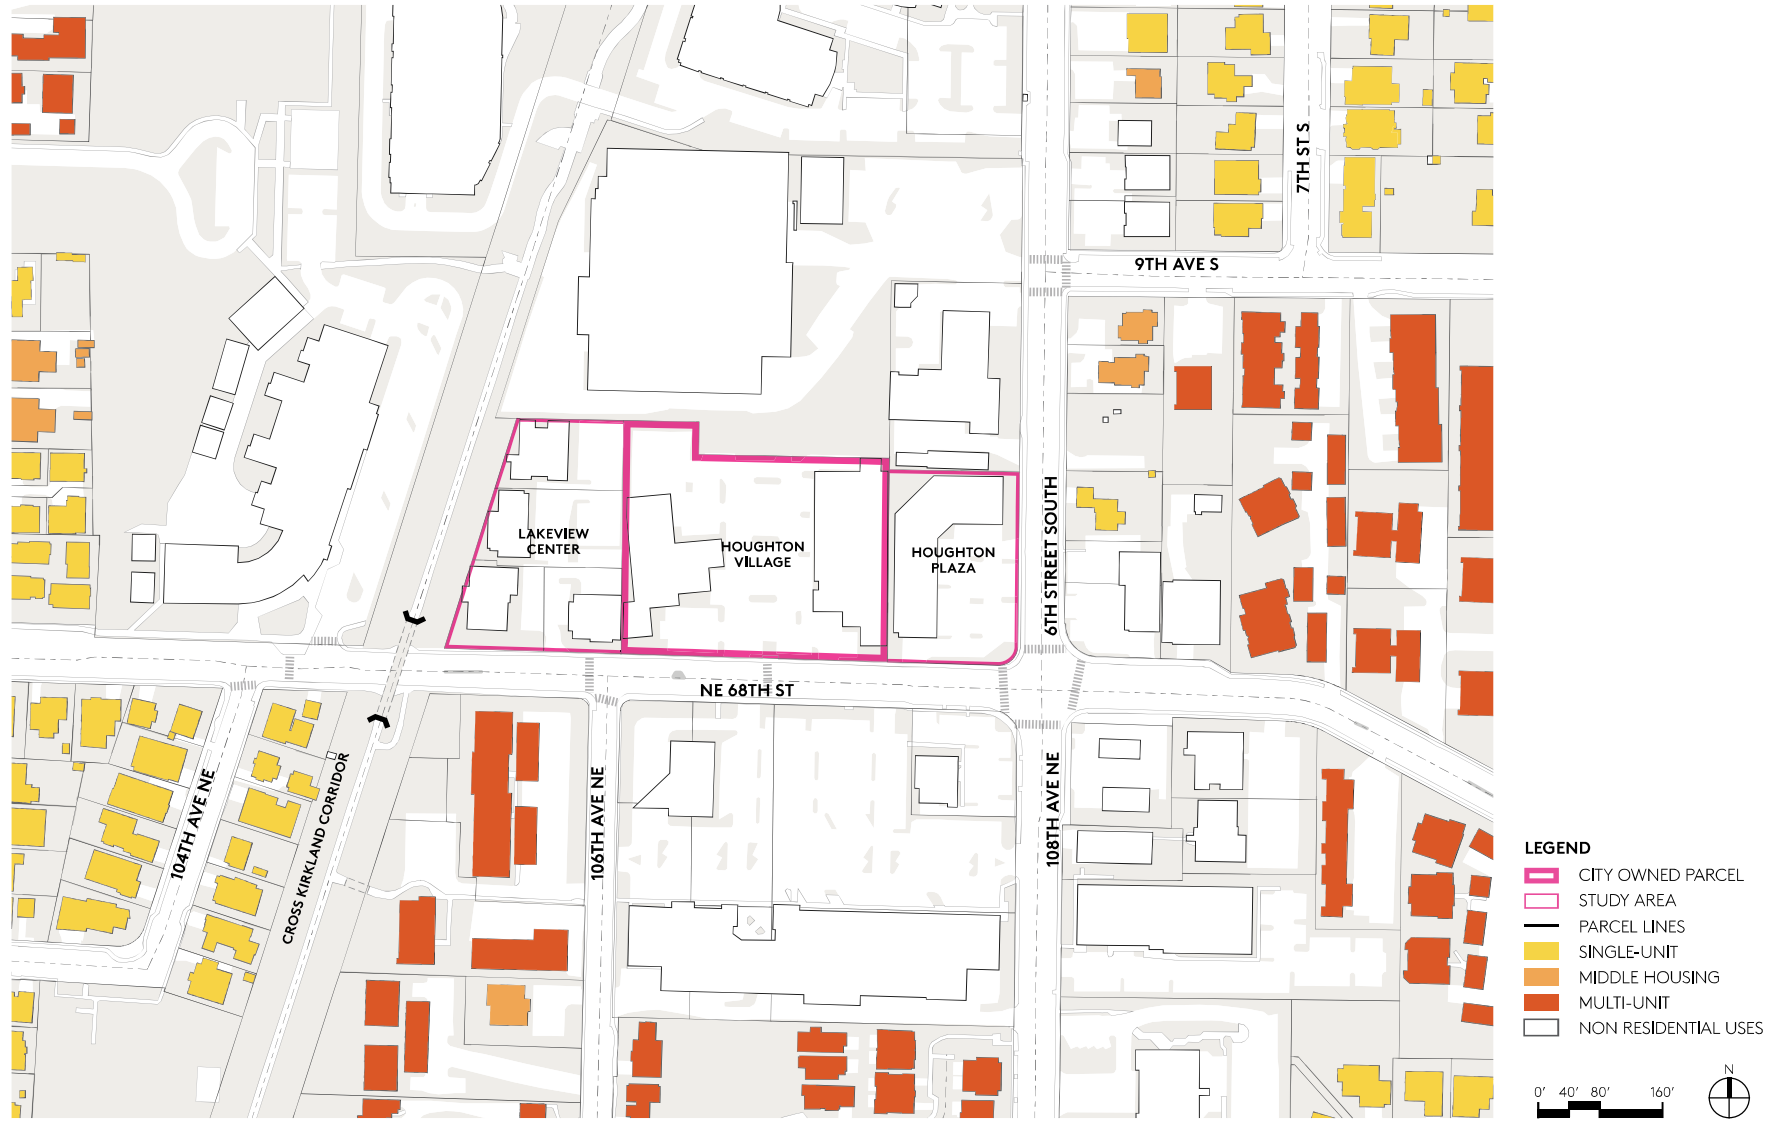 7TH ST S
9TH AVE S
LAKEVIEW
CENTER
HOUGHTON
VILLAGE
HOUGHTON
PLAZA
6TH STREET SOUTH
NE 68TH ST
104TH AVE NE
CROSS KIRKLAND CORRIDOR
106TH AVE NE
108TH AVE NE
LEGEND
CITY OWNED PARCEL
STUDY AREA
PARCEL LINES
SINGLE-UNIT
MIDDLE HOUSING
MULTI-UNIT
NON RESIDENTIAL USES
0' 40' 80' 160'
N